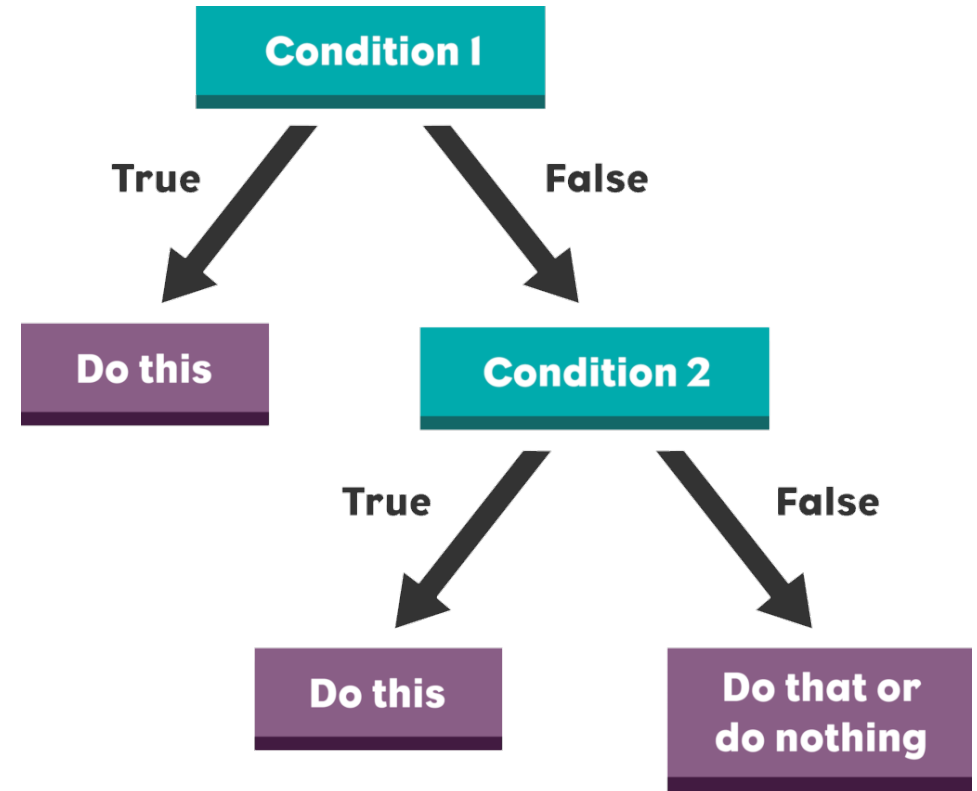 Condition 1
True
False
Do this
Condition 2
True
False
Do this
Do that or
do nothing